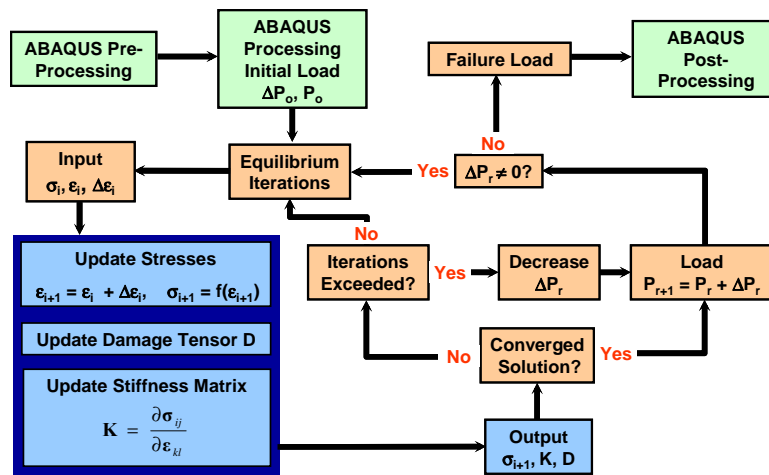 ABAQUS Pre-
Processing
ABAQUS
Processing
Initial Load
ΔPₒ, Pₒ
Failure Load
ABAQUS
Post-
Processing
No
Input
σᵢ, εᵢ, Δεᵢ
Equilibrium
Iterations
Yes
ΔPᵣ ≠ 0?
No
Update Stresses
εᵢ₊₁ = εᵢ + Δεᵢ, σᵢ₊₁ = f(εᵢ₊₁)
Iterations
Exceeded?
Yes
Decrease
ΔPᵣ
Load
Pᵣ₊₁ = Pᵣ + ΔPᵣ
Update Damage Tensor D
No
Converged
Solution?
Yes
Update Stiffness Matrix
K = ∂σᵢⱼ / ∂εₖₗ
Output
σᵢ₊₁, K, D